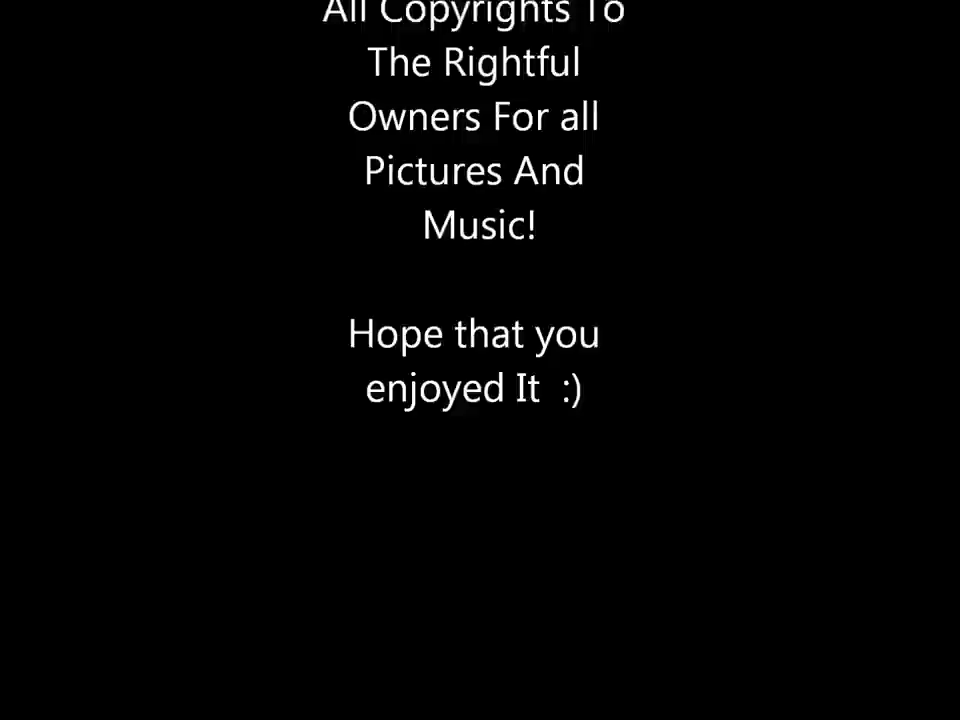 All Copyrights To
The Rightful
Owners For all
Pictures And
Music!
Hope that you
enjoyed It  :)